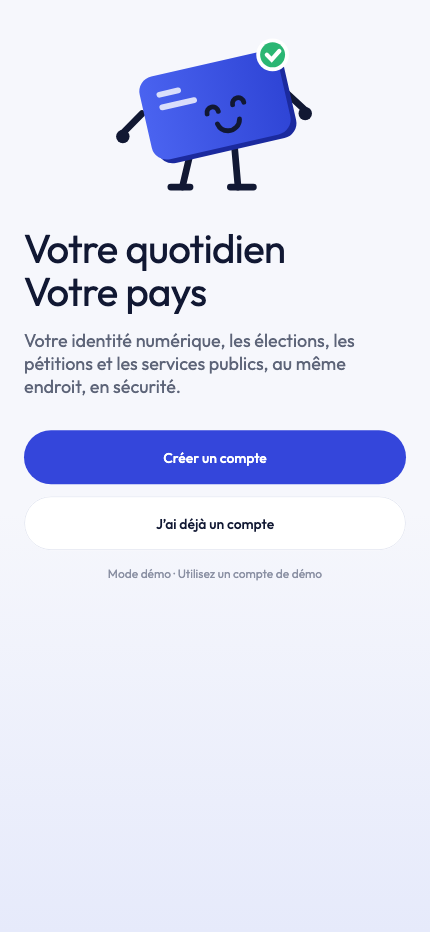 Votre quotidien
Votre pays
Votre identité numérique, les élections, les
pétitions et les services publics, au même
endroit, en sécurité.
Créer un compte
J’ai déjà un compte
Mode démo · Utilisez un compte de démo